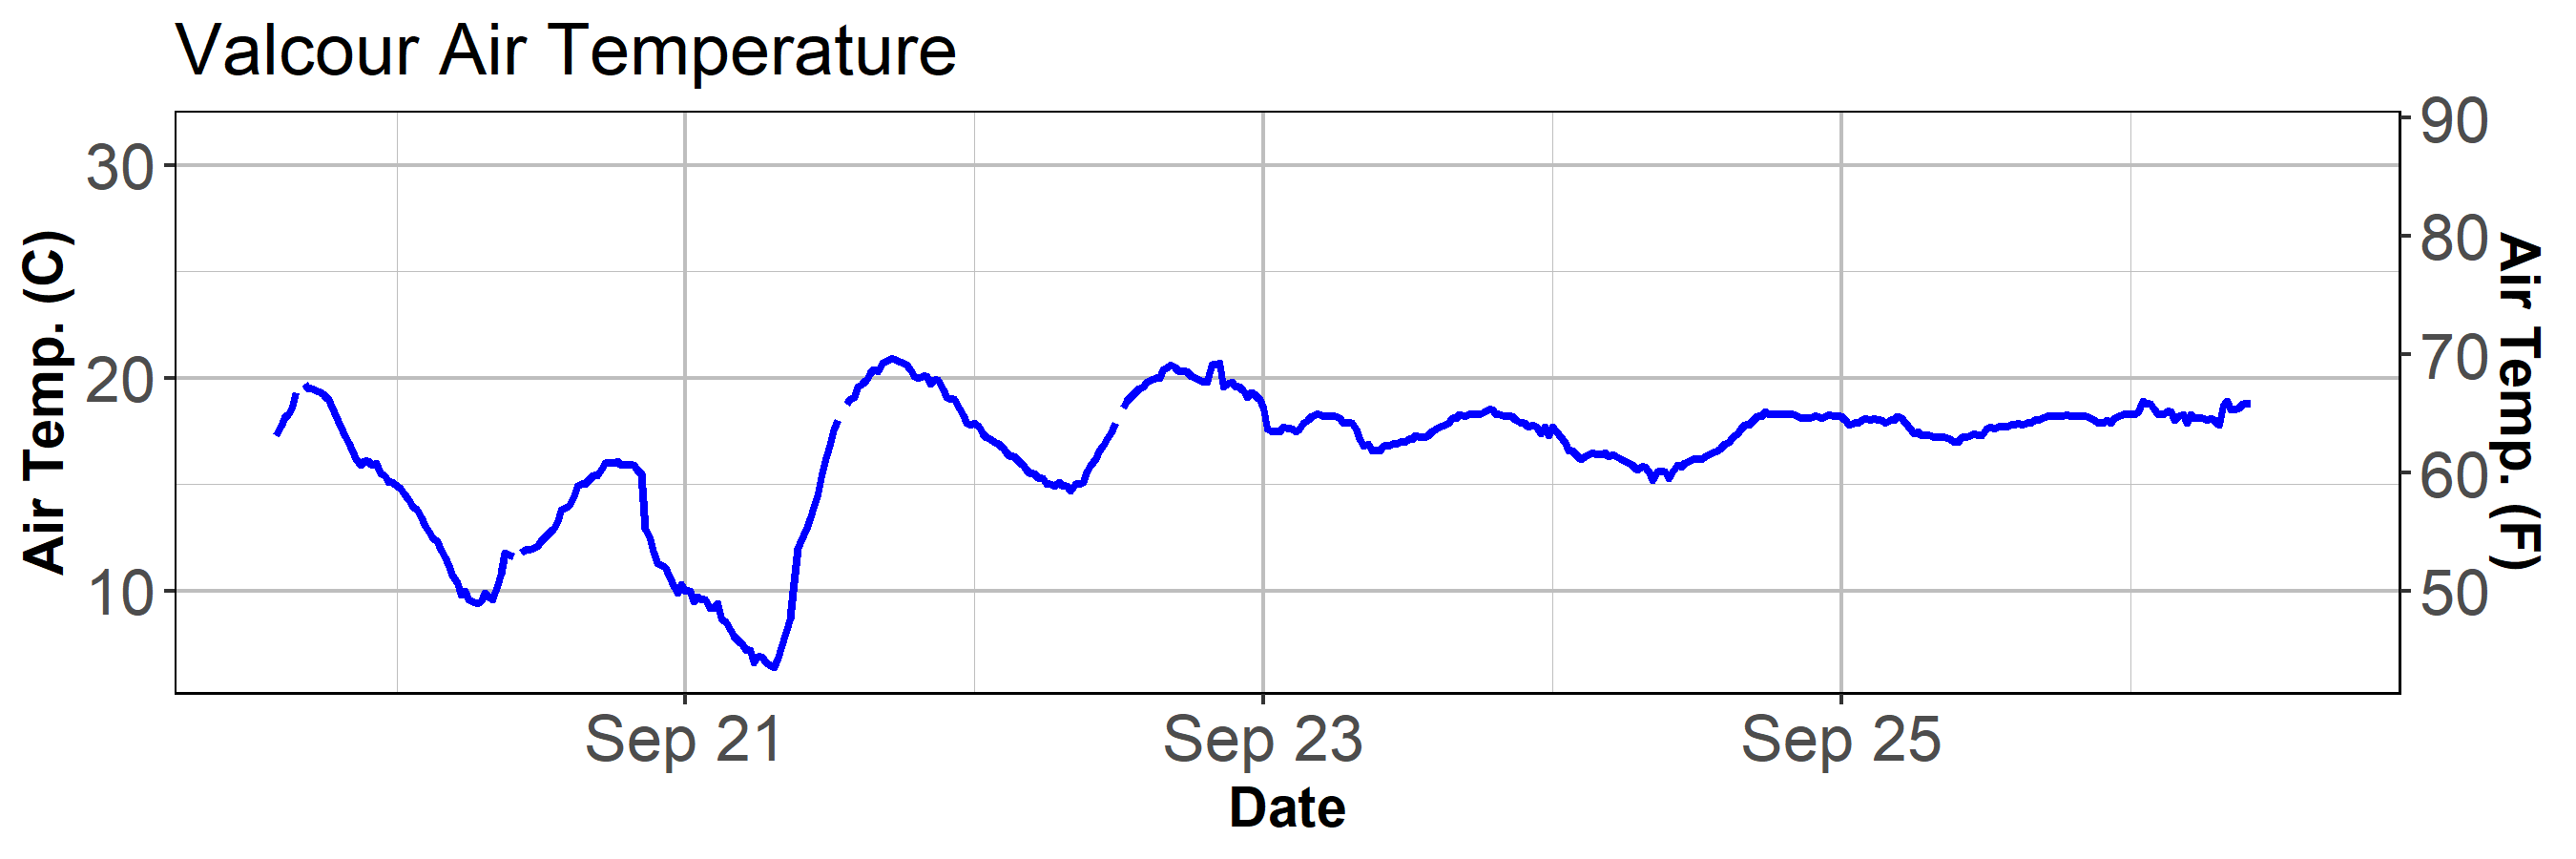 Valcour Air Temperature
Air Temp. (C)
30
20
10
90
80
70
60
50
Air Temp. (F)
Sep 21
Sep 23
Sep 25
Date